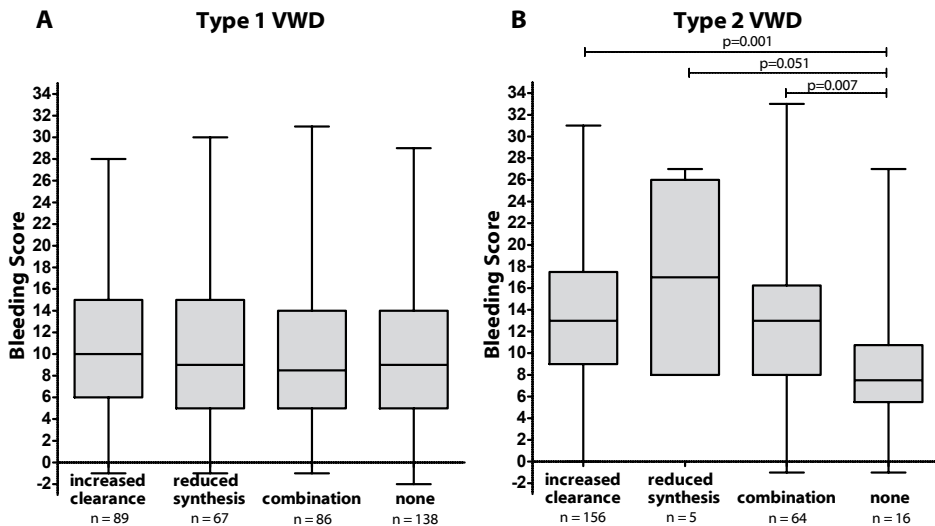 A
Type 1 VWD
Bleeding Score
34
32
30
28
26
24
22
20
18
16
14
12
10
8
6
4
2
0
-2
increased clearance
n = 89
reduced synthesis
n = 67
combination
n = 86
none
n = 138
B
Type 2 VWD
p=0.001
p=0.051
p=0.007
Bleeding Score
34
32
30
28
26
24
22
20
18
16
14
12
10
8
6
4
2
0
-2
increased clearance
n = 156
reduced synthesis
n = 5
combination
n = 64
none
n = 16